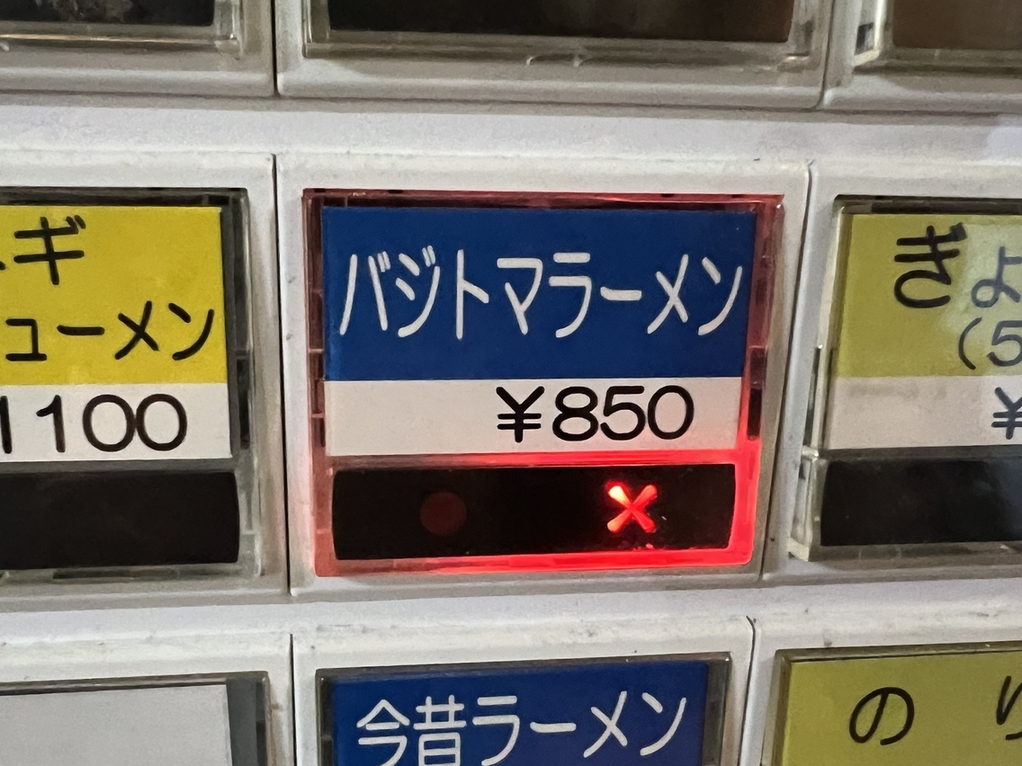 ギ
ューメン
1100
バジトマラーメン
¥850
×
ぎょ
(5
¥
今昔ラーメン
の